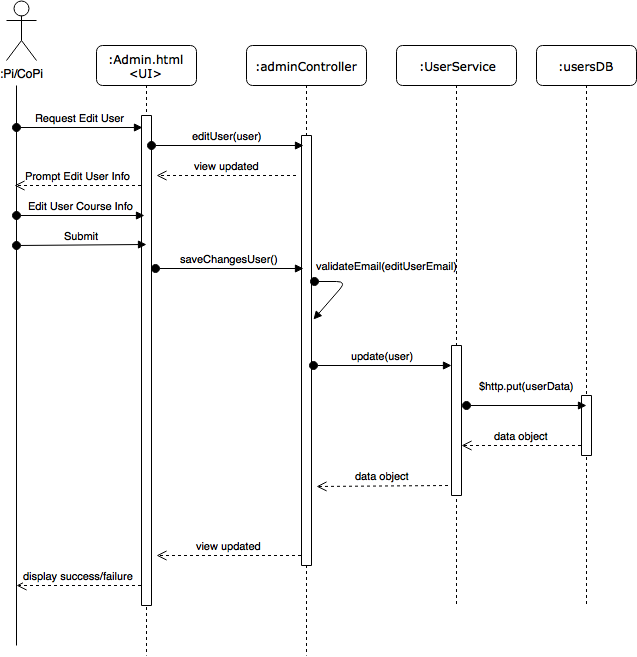 :Pi/CoPi
:Admin.html
<UI>
:adminController
:UserService
:usersDB
Request Edit User
editUser(user)
view updated
Prompt Edit User Info
Edit User Course Info
Submit
saveChangesUser()
validateEmail(editUserEmail)
update(user)
$http.put(userData)
data object
data object
view updated
display success/failure